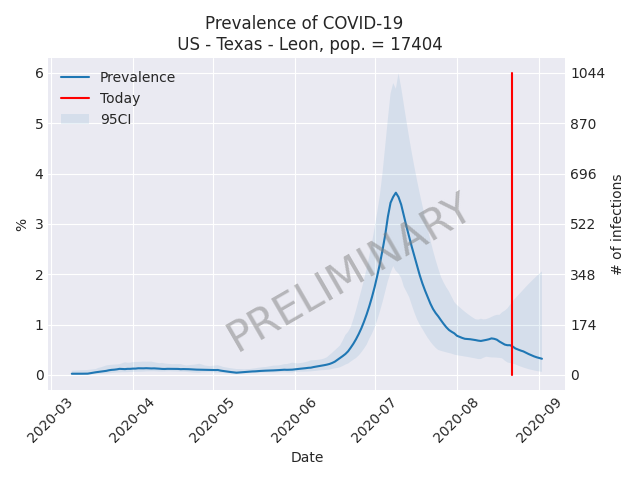 Prevalence of COVID-19
US - Texas - Leon, pop. = 17404
Prevalence
Today
95CI
PRELIMINARY
6
5
4
3
2
1
0
%
1044
870
696
522
348
174
0
# of infections
2020-03
2020-04
2020-05
2020-06
2020-07
2020-08
2020-09
Date